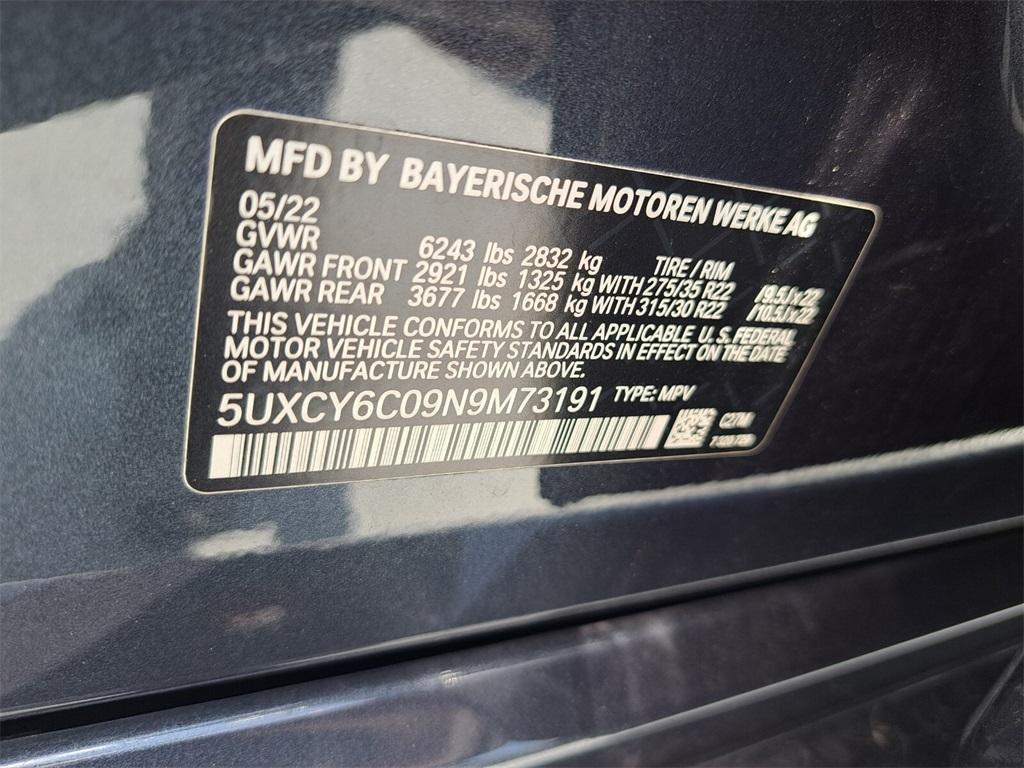 MFD BY BAYERISCHE MOTOREN WERKE AG
05/22
GVWR 6243 lbs 2832 kg TIRE / RIM
GAWR FRONT 2921 lbs 1325 kg WITH 275/35 R22 /9.5Jx22
GAWR REAR 3677 lbs 1668 kg WITH 315/30 R22 /10.5Jx22
THIS VEHICLE CONFORMS TO ALL APPLICABLE U.S. FEDERAL
MOTOR VEHICLE SAFETY STANDARDS IN EFFECT ON THE DATE
OF MANUFACTURE SHOWN ABOVE.
5UXCY6C09N9M73191 TYPE: MPV
C27M